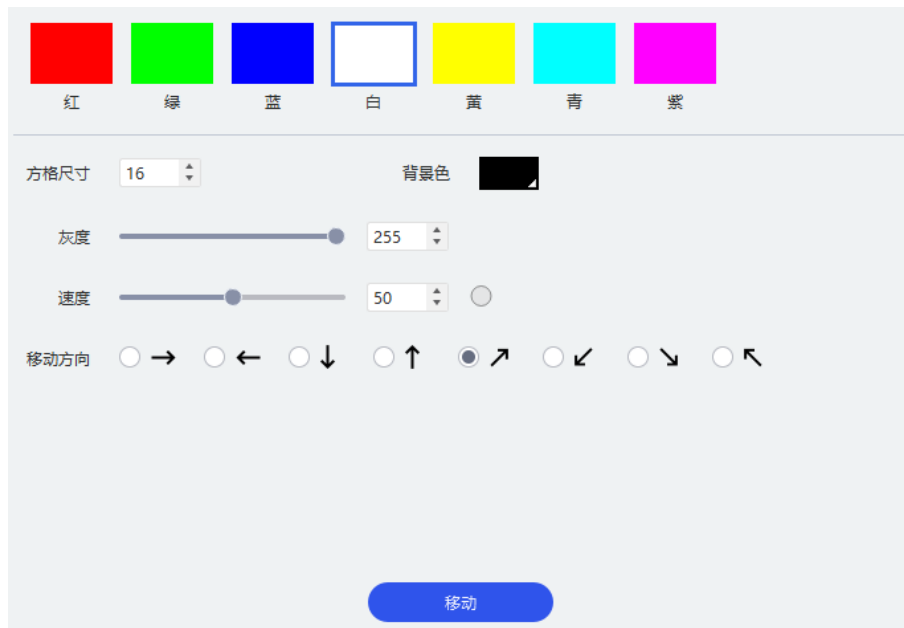 红 绿 蓝 白 黄 青 紫
方格尺寸 16 背景色
灰度 255
速度 50
移动方向 → ← ↓ ↑ ↗ ↙ ↘ ↖
移动